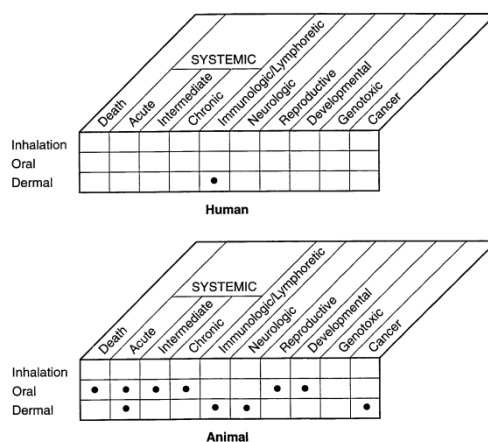 SYSTEMIC
Death
Acute
Intermediate
Chronic
Immunologic/Lymphoretic
Neurologic
Reproductive
Developmental
Genotoxic
Cancer
Inhalation
Oral
Dermal
Human
SYSTEMIC
Death
Acute
Intermediate
Chronic
Immunologic/Lymphoretic
Neurologic
Reproductive
Developmental
Genotoxic
Cancer
Inhalation
Oral
Dermal
Animal